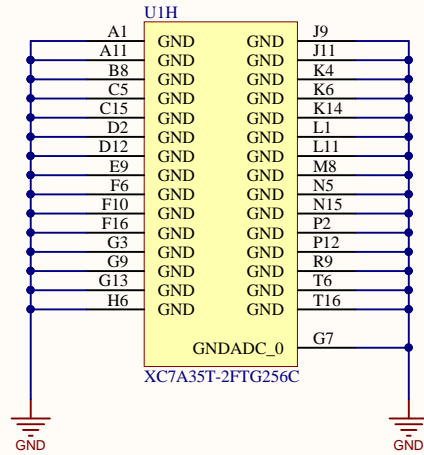 U1H
A1 GND GND J9
A11 GND GND J11
B8 GND GND K4
C5 GND GND K6
C15 GND GND K14
D2 GND GND L1
D12 GND GND L11
E9 GND GND M8
F6 GND GND N5
F10 GND GND N15
F16 GND GND P2
G3 GND GND P12
G9 GND GND R9
G13 GND GND T6
H6 GND GND T16
GNDADC_0 G7
XC7A35T-2FTG256C
GND GND